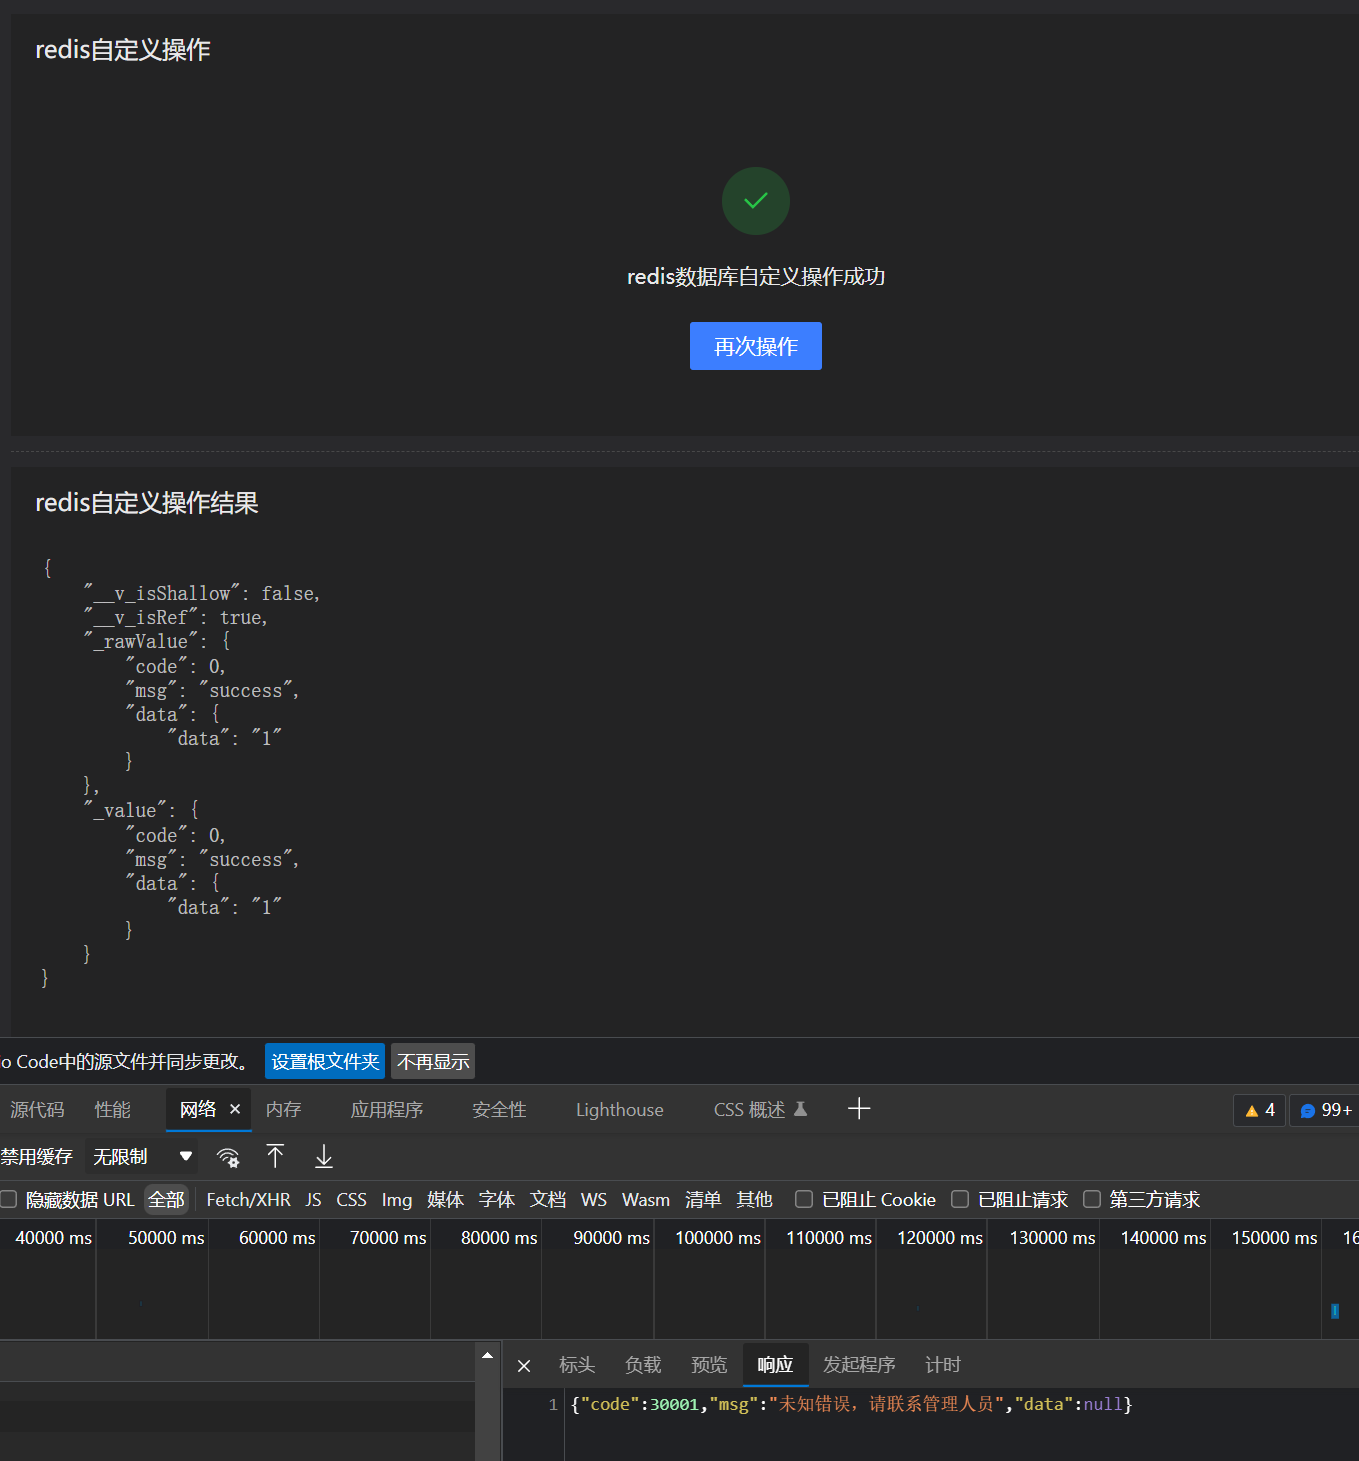 redis自定义操作
redis数据库自定义操作成功
再次操作
redis自定义操作结果
{
"__v_isShallow": false,
"__v_isRef": true,
"_rawValue": {
"code": 0,
"msg": "success",
"data": {
"data": "1"
}
},
"_value": {
"code": 0,
"msg": "success",
"data": {
"data": "1"
}
}
}
io Code中的源文件并同步更改。 设置根文件夹 不再显示
源代码 性能 网络 × 内存 应用程序 安全性 Lighthouse CSS 概述 + 4 99+
禁用缓存 无限制
隐藏数据 URL 全部 Fetch/XHR JS CSS Img 媒体 字体 文档 WS Wasm 清单 其他 已阻止 Cookie 已阻止请求 第三方请求
40000 ms 50000 ms 60000 ms 70000 ms 80000 ms 90000 ms 100000 ms 110000 ms 120000 ms 130000 ms 140000 ms 150000 ms 16
× 标头 负载 预览 响应 发起程序 计时
1 {"code":30001,"msg":"未知错误，请联系管理人员","data":null}